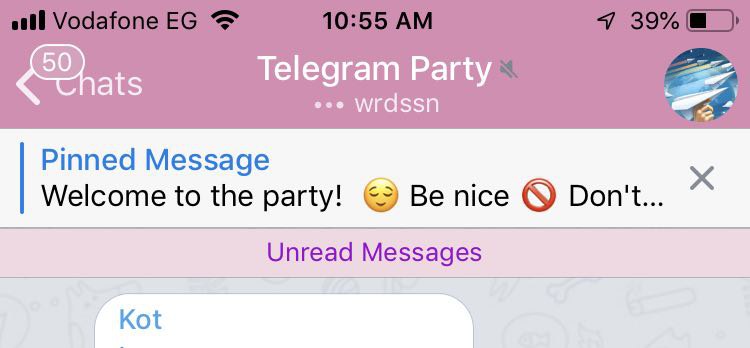 Vodafone EG 10:55 AM 39%
50
Chats
Telegram Party
••• wrdssn
Pinned Message
Welcome to the party! 😌 Be nice 🚫 Don't...
Unread Messages
Kot